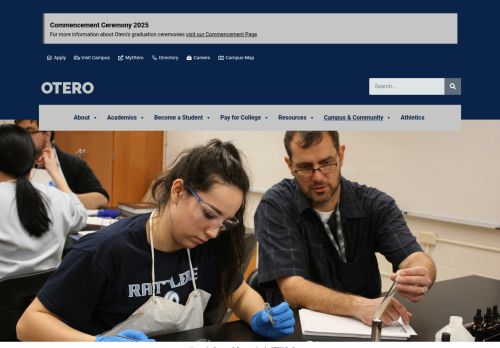 Commencement Ceremony 2025
For more information about Otero's graduation ceremonies visit our Commencement Page
Apply Visit Campus MyOtero Directory Careers Campus Map
OTERO
Search...
About Academics Become a Student Pay for College Resources Campus & Community Athletics